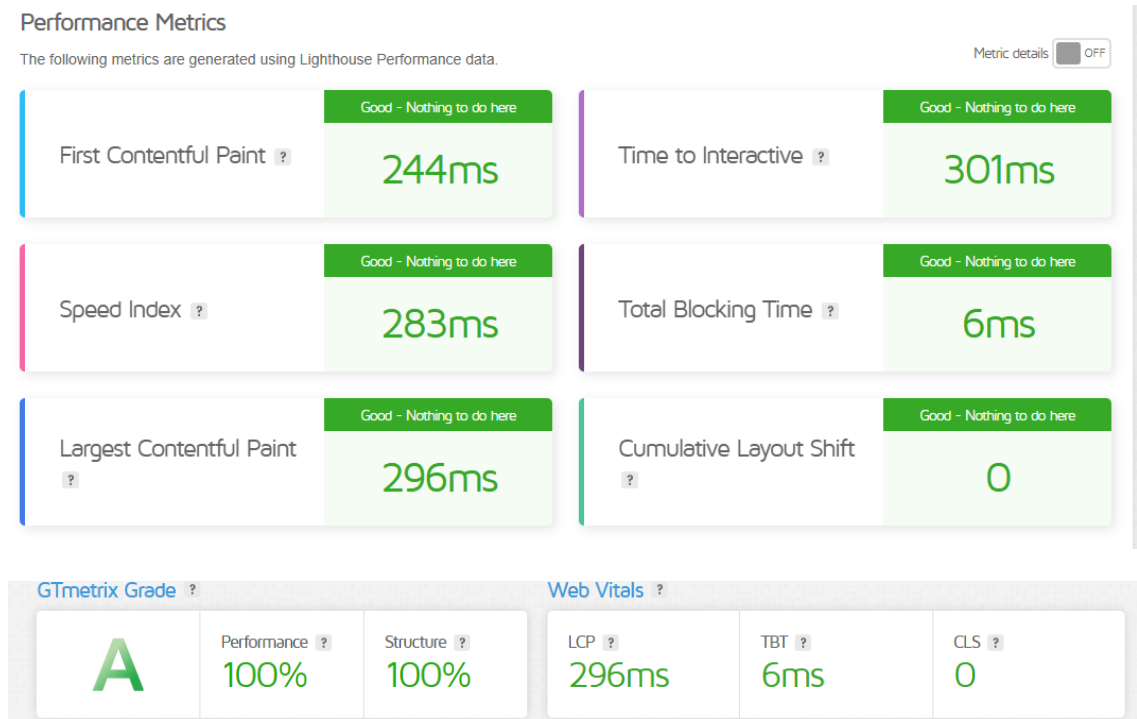 Performance Metrics
The following metrics are generated using Lighthouse Performance data.
Metric details OFF
Good - Nothing to do here
First Contentful Paint ?
244ms
Good - Nothing to do here
Time to Interactive ?
301ms
Good - Nothing to do here
Speed Index ?
283ms
Good - Nothing to do here
Total Blocking Time ?
6ms
Good - Nothing to do here
Largest Contentful Paint
?
296ms
Good - Nothing to do here
Cumulative Layout Shift
?
0
GTmetrix Grade ?
A
Performance ?
100%
Structure ?
100%
Web Vitals ?
LCP ?
296ms
TBT ?
6ms
CLS ?
0